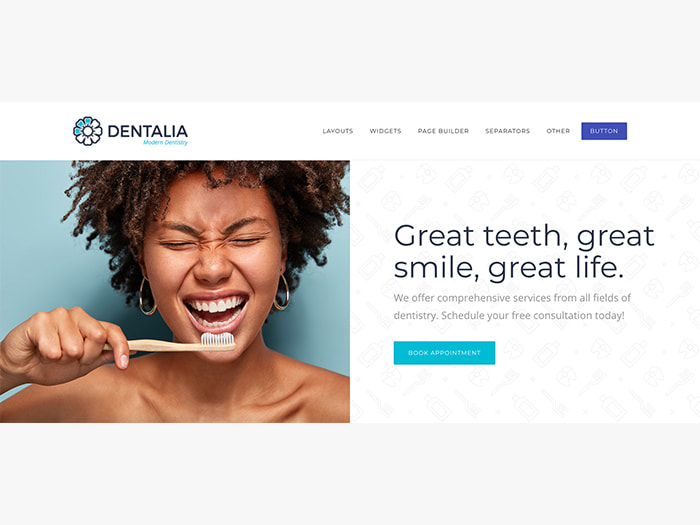 DENTALIA
Modern Dentistry
LAYOUTS WIDGETS PAGE BUILDER SEPARATORS OTHER BUTTON
Great teeth, great
smile, great life.
We offer comprehensive services from all fields of
dentistry. Schedule your free consultation today!
BOOK APPOINTMENT